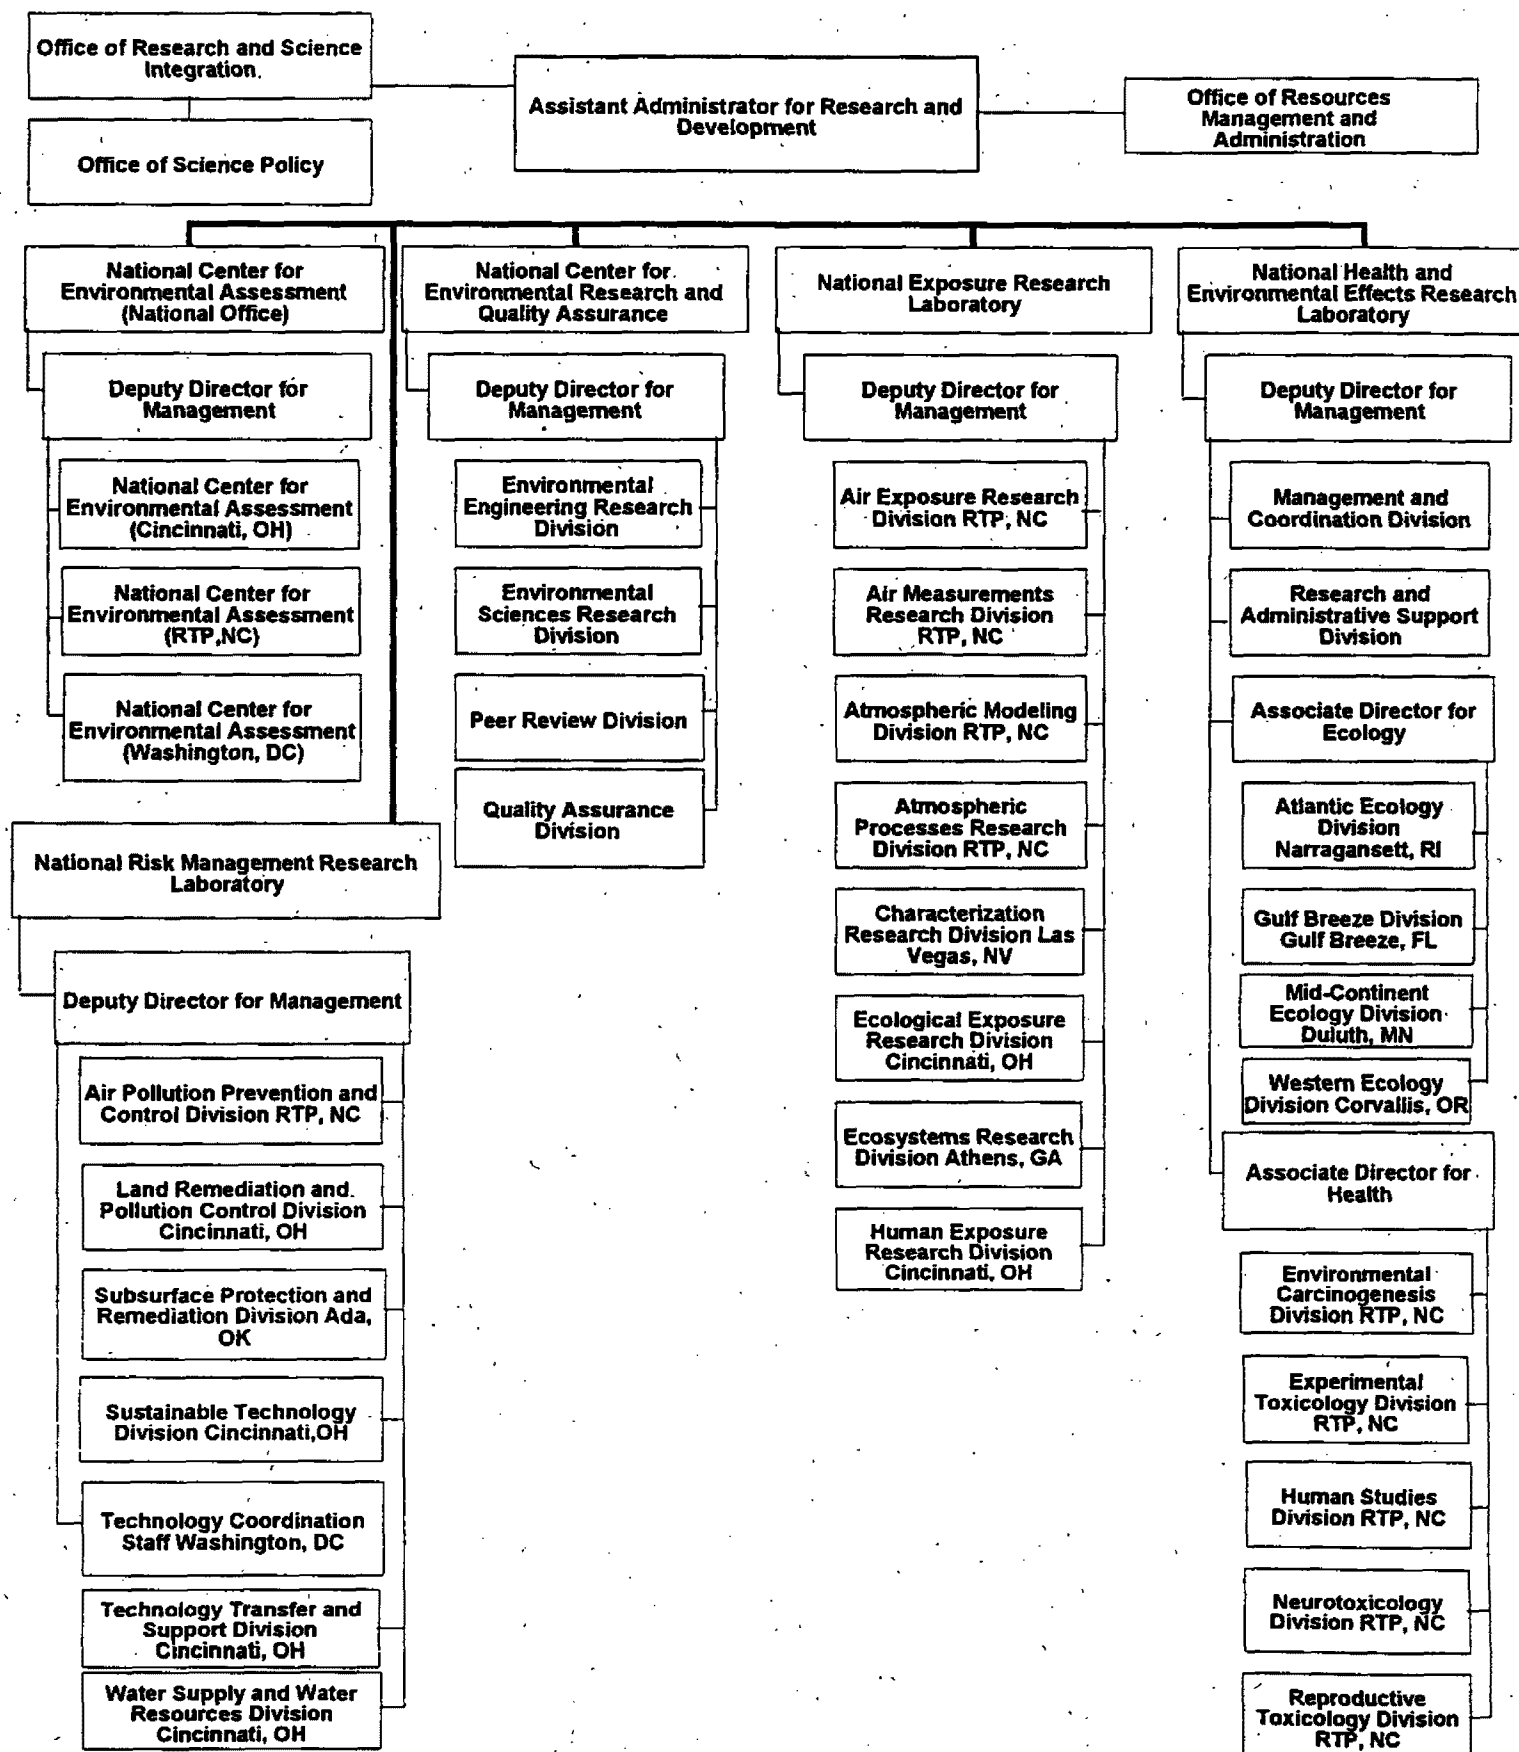 Office of Research and Science
Integration.
Assistant Administrator for Research and
Development
Office of Resources
Management and
Administration
Office of Science Policy
National Center for
Environmental Assessment
(National Office)
Deputy Director for
Management
National Center for
Environmental Assessment
(Cincinnati, OH)
National Center for
Environmental Assessment
(RTP,NC)
National Center for
Environmental Assessment
(Washington, DC)
National Risk Management Research
Laboratory
Deputy Director for Management
Air Pollution Prevention and
Control Division RTP, NC
Land Remediation and.
Pollution Control Division
Cincinnati, OH
Subsurface Protection and
Remediation Division Ada,
OK
Sustainable Technology
Division Cincinnati,OH
Technology Coordination
Staff Washington, DC
Technology Transfer and
Support Division
Cincinnati, OH
Water Supply and Water
Resources Division
Cincinnati, OH
National Center for.
Environmental Research and
Quality Assurance
Deputy Director for
Management
Environmental
Engineering Research
Division
Environmental
Sciences Research
Division
Peer Review Division
Quality Assurance
Division
National Exposure Research
Laboratory
Deputy Director for
Management
Air Exposure Research
Division RTP, NC
Air Measurements
Research Division
RTP, NC
Atmospheric Modeling
Division RTP, NC
Atmospheric
Processes Research
Division RTP, NC
Characterization
Research Division Las
Vegas, NV
Ecological Exposure
Research Division
Cincinnati, OH
Ecosystems Research
Division Athens, GA
Human Exposure
Research Division
Cincinnati, OH
National Health and
Environmental Effects Research
Laboratory
Deputy Director for
Management
Management and
Coordination Division
Research and
Administrative Support
Division
Associate Director for
Ecology
Atlantic Ecology
Division
Narragansett, RI
Gulf Breeze Division
Gulf Breeze, FL
Mid-Continent
Ecology Division
Duluth, MN
Western Ecology
Division Corvallis, OR
Associate Director for
Health
Environmental
Carcinogenesis
Division RTP, NC
Experimental
Toxicology Division
RTP, NC
Human Studies
Division RTP, NC
Neurotoxicology
Division RTP, NC
Reproductive
Toxicology Division
RTP, NC